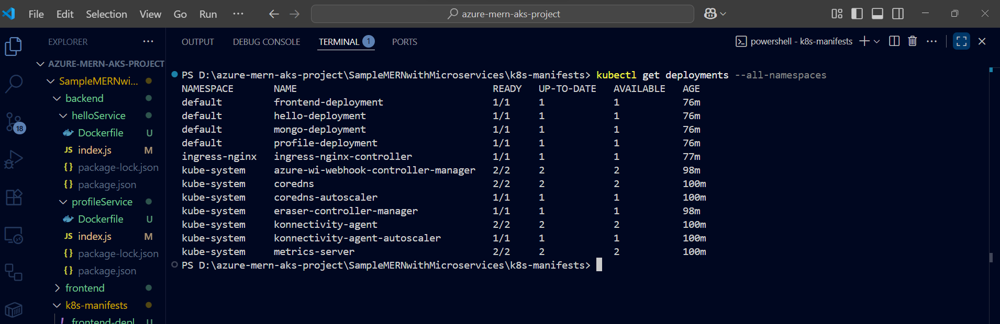 File Edit Selection View Go Run ··· azure-mern-aks-project
EXPLORER ···
AZURE-MERN-AKS-PROJECT
SampleMERNwi...
backend
helloService
Dockerfile U
JS index.js M
{} package-lock.json
{} package.json
profileService
Dockerfile U
JS index.js M
{} package-lock.json
{} package.json
frontend
k8s-manifests
! frontend-depl U
18
OUTPUT DEBUG CONSOLE TERMINAL 1 PORTS powershell - k8s-manifests
PS D:\azure-mern-aks-project\SampleMERNwithMicroservices\k8s-manifests> kubectl get deployments --all-namespaces
NAMESPACE NAME READY UP-TO-DATE AVAILABLE AGE
default frontend-deployment 1/1 1 1 76m
default hello-deployment 1/1 1 1 76m
default mongo-deployment 1/1 1 1 76m
default profile-deployment 1/1 1 1 76m
ingress-nginx ingress-nginx-controller 1/1 1 1 77m
kube-system azure-wi-webhook-controller-manager 2/2 2 2 98m
kube-system coredns 2/2 2 2 100m
kube-system coredns-autoscaler 1/1 1 1 100m
kube-system eraser-controller-manager 1/1 1 1 98m
kube-system konnectivity-agent 2/2 2 2 100m
kube-system konnectivity-agent-autoscaler 1/1 1 1 100m
kube-system metrics-server 2/2 2 2 100m
PS D:\azure-mern-aks-project\SampleMERNwithMicroservices\k8s-manifests>